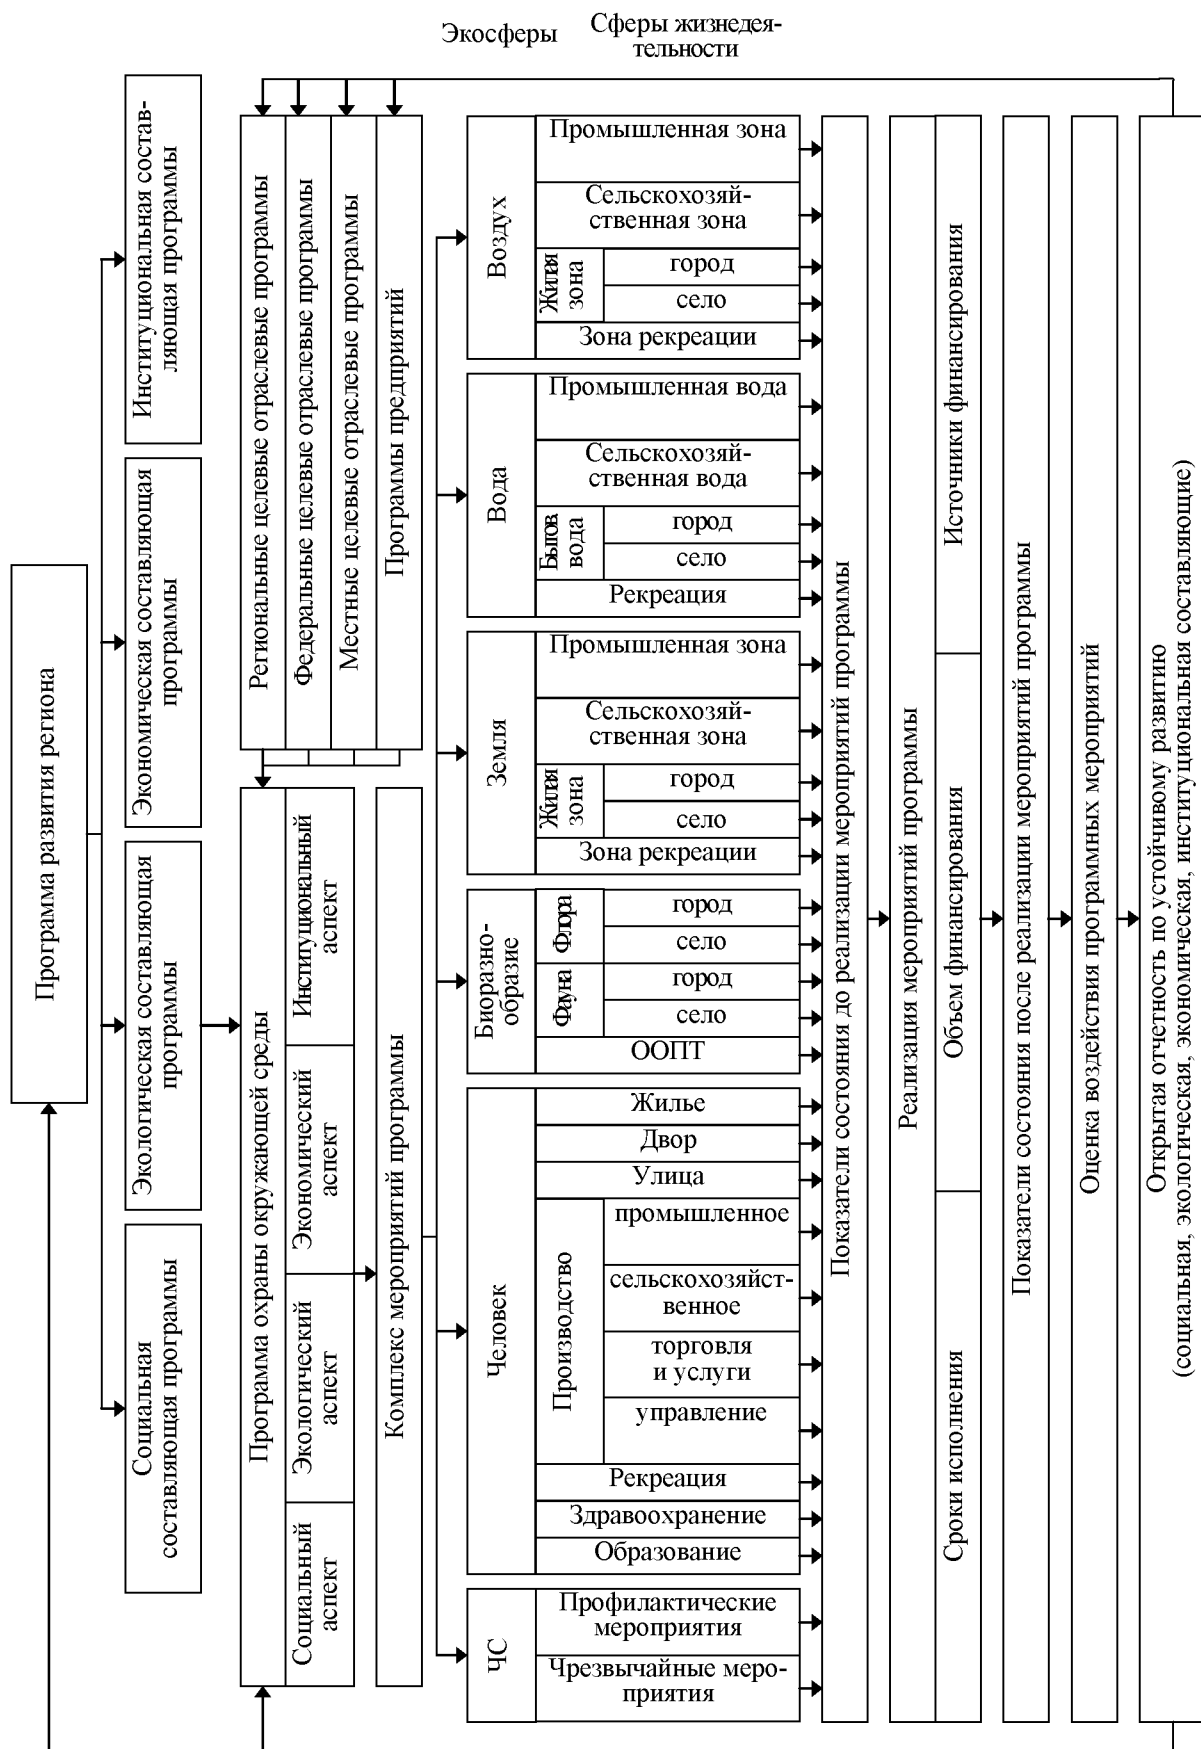 Экосферы
Сферы жизнедея-
тельности
Программа развития региона
Институциональная состав-
ляющая программы
Экономическая составляющая
программы
Экологическая составляющая
программы
Социальная
составляющая программы
Региональные целевые отраслевые программы
Федеральные целевые отраслевые программы
Местные целевые отраслевые программы
Программы предприятий
Программа охраны окружающей среды
Институциональный
аспект
Экономический
аспект
Экологический
аспект
Социальный
аспект
Комплекс мероприятий программы
Воздух
Промышленная зона
Сельскохозяй-
ственная зона
Жилая
зона
город
село
Зона рекреации
Вода
Промышленная вода
Сельскохозяй-
ственная вода
Бытов.
вода
город
село
Рекреация
Земля
Промышленная зона
Сельскохозяй-
ственная зона
Жилая
зона
город
село
Зона рекреации
Биоразно-
образие
Флора
город
село
Фауна
город
село
ООПТ
Человек
Жилье
Двор
Улица
Производство
промышленное
сельскохозяйст-
венное
торговля
и услуги
управление
Рекреация
Здравоохранение
Образование
ЧС
Профилактические
мероприятия
Чрезвычайные меро-
приятия
Показатели состояния до реализации мероприятий программы
Реализация мероприятий программы
Источники финансирования
Объем финансирования
Сроки исполнения
Показатели состояния после реализации мероприятий программы
Оценка воздействия программных мероприятий
Открытая отчетность по устойчивому развитию
(социальная, экологическая, экономическая, институциональная составляющие)